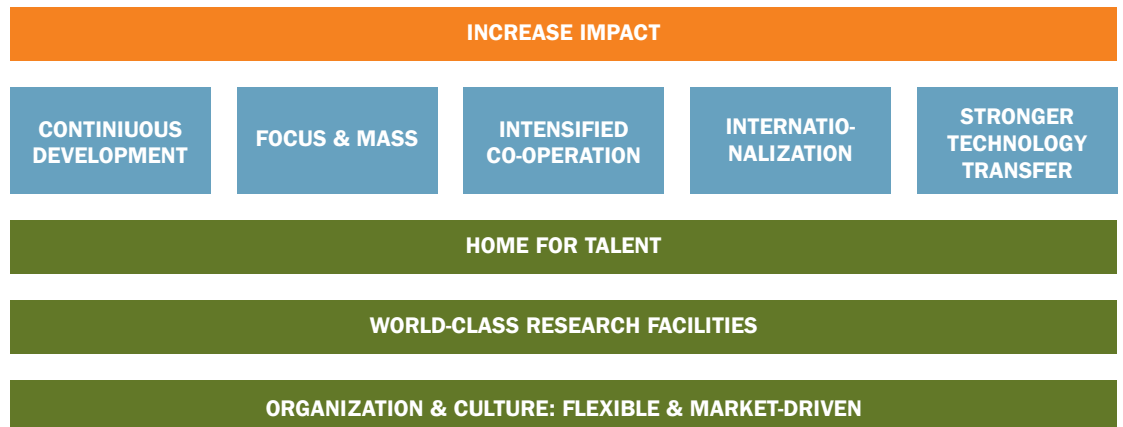 INCREASE IMPACT
CONTINIUOUS
DEVELOPMENT
FOCUS & MASS
INTENSIFIED
CO-OPERATION
INTERNATIO-
NALIZATION
STRONGER
TECHNOLOGY
TRANSFER
HOME FOR TALENT
WORLD-CLASS RESEARCH FACILITIES
ORGANIZATION & CULTURE: FLEXIBLE & MARKET-DRIVEN